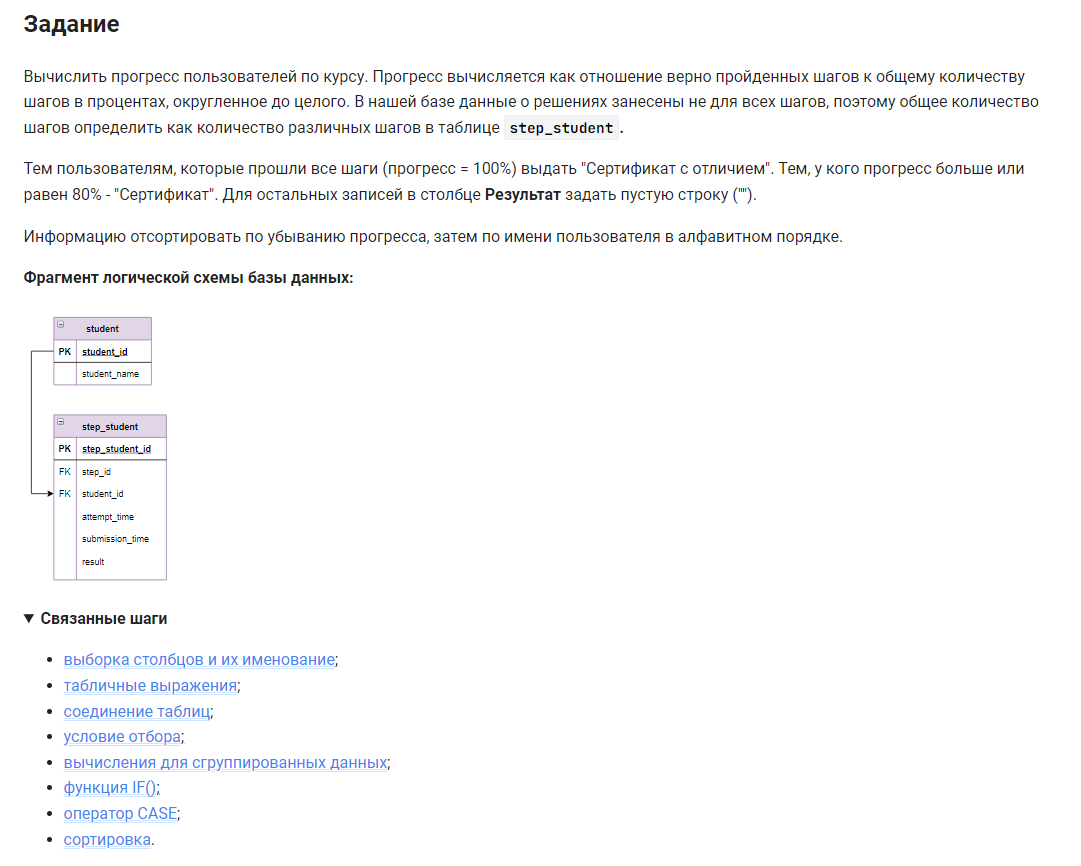 Задание
Вычислить прогресс пользователей по курсу. Прогресс вычисляется как отношение верно пройденных шагов к общему количеству
шагов в процентах, округленное до целого. В нашей базе данные о решениях занесены не для всех шагов, поэтому общее количество
шагов определить как количество различных шагов в таблице step_student .
Тем пользователям, которые прошли все шаги (прогресс = 100%) выдать "Сертификат с отличием". Тем, у кого прогресс больше или
равен 80% - "Сертификат". Для остальных записей в столбце Результат задать пустую строку ("").
Информацию отсортировать по убыванию прогресса, затем по имени пользователя в алфавитном порядке.
Фрагмент логической схемы базы данных:
student
PK student_id
student_name
step_student
PK step_student_id
FK step_id
FK student_id
attempt_time
submission_time
result
▼ Связанные шаги
• выборка столбцов и их именование;
• табличные выражения;
• соединение таблиц;
• условие отбора;
• вычисления для сгруппированных данных;
• функция IF();
• оператор CASE;
• сортировка.